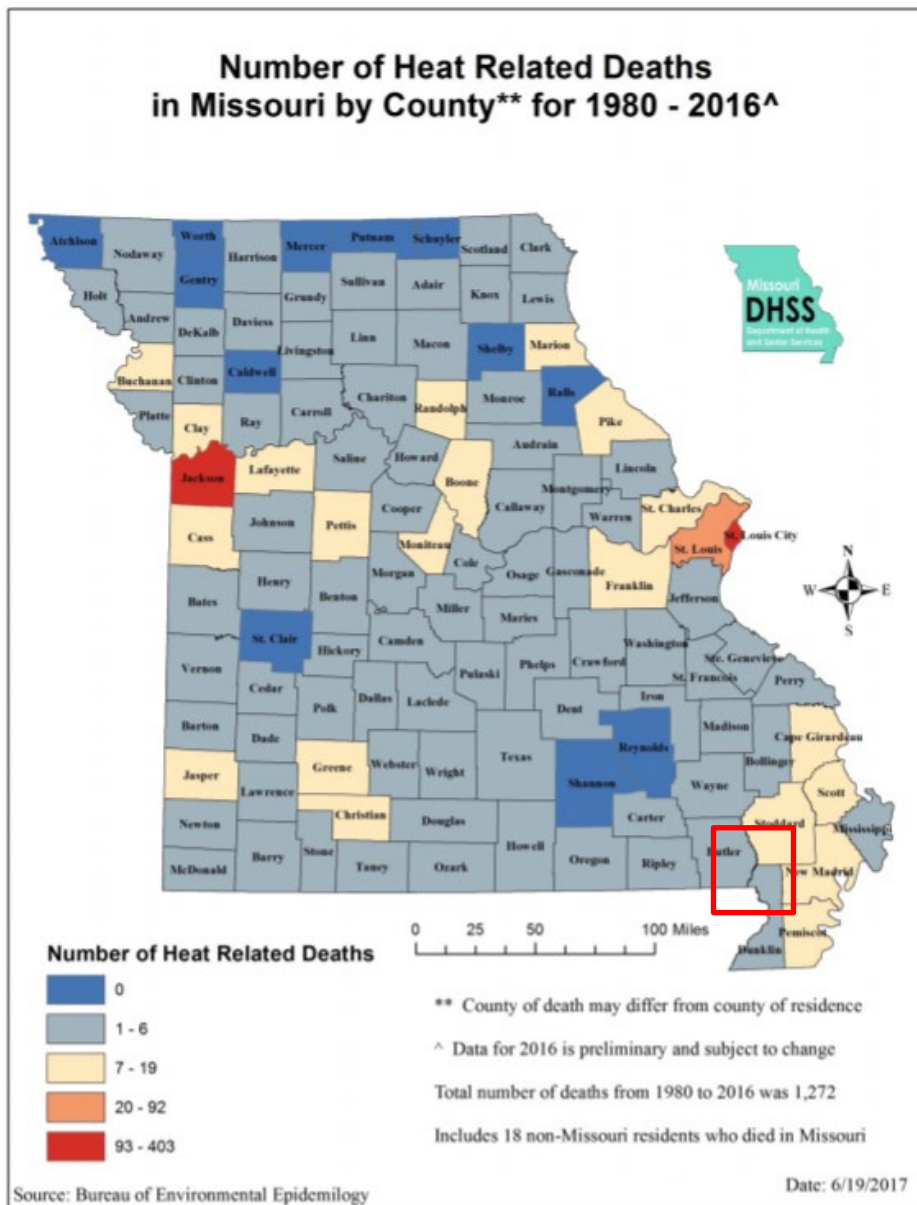 Number of Heat Related Deaths
in Missouri by County** for 1980 - 2016^
Atchison
Nodaway
Worth
Gentry
Harrison
Mercer
Putnam
Schuyler
Scotland
Clark
Holt
Andrew
DeKalb
Daviess
Grundy
Sullivan
Adair
Knox
Lewis
Buchanan
Clinton
Caldwell
Livingston
Linn
Macon
Shelby
Marion
Platte
Clay
Ray
Carroll
Chariton
Randolph
Monroe
Ralls
Pike
Jackson
Lafayette
Saline
Howard
Boone
Audrain
Callaway
Montgomery
Lincoln
Warren
St. Charles
St. Louis
St. Louis City
Cass
Johnson
Pettis
Cooper
Moniteau
Cole
Osage
Gasconade
Franklin
Jefferson
Bates
Henry
Benton
Morgan
Miller
Maries
St. Clair
Hickory
Camden
Pulaski
Phelps
Crawford
Washington
St. Francois
Ste. Genevieve
Perry
Vernon
Cedar
Polk
Dallas
Laclede
Dent
Iron
Madison
Bollinger
Cape Girardeau
Barton
Dade
Greene
Webster
Wright
Texas
Shannon
Reynolds
Wayne
Scott
Stoddard
Mississippi
Jasper
Lawrence
Christian
Douglas
Howell
Carter
Butler
New Madrid
Newton
McDonald
Barry
Stone
Taney
Ozark
Oregon
Ripley
Dunklin
Pemiscot
Missouri
DHSS
Department of Health
and Senior Services
N
W E
S
0 25 50 100 Miles
Number of Heat Related Deaths
0
1 - 6
7 - 19
20 - 92
93 - 403
** County of death may differ from county of residence
^ Data for 2016 is preliminary and subject to change
Total number of deaths from 1980 to 2016 was 1,272
Includes 18 non-Missouri residents who died in Missouri
Source: Bureau of Environmental Epidemilogy
Date: 6/19/2017